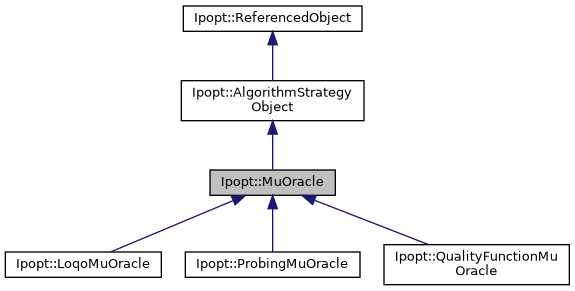 Ipopt::ReferencedObject
Ipopt::AlgorithmStrategy
Object
Ipopt::MuOracle
Ipopt::LoqoMuOracle
Ipopt::ProbingMuOracle
Ipopt::QualityFunctionMu
Oracle